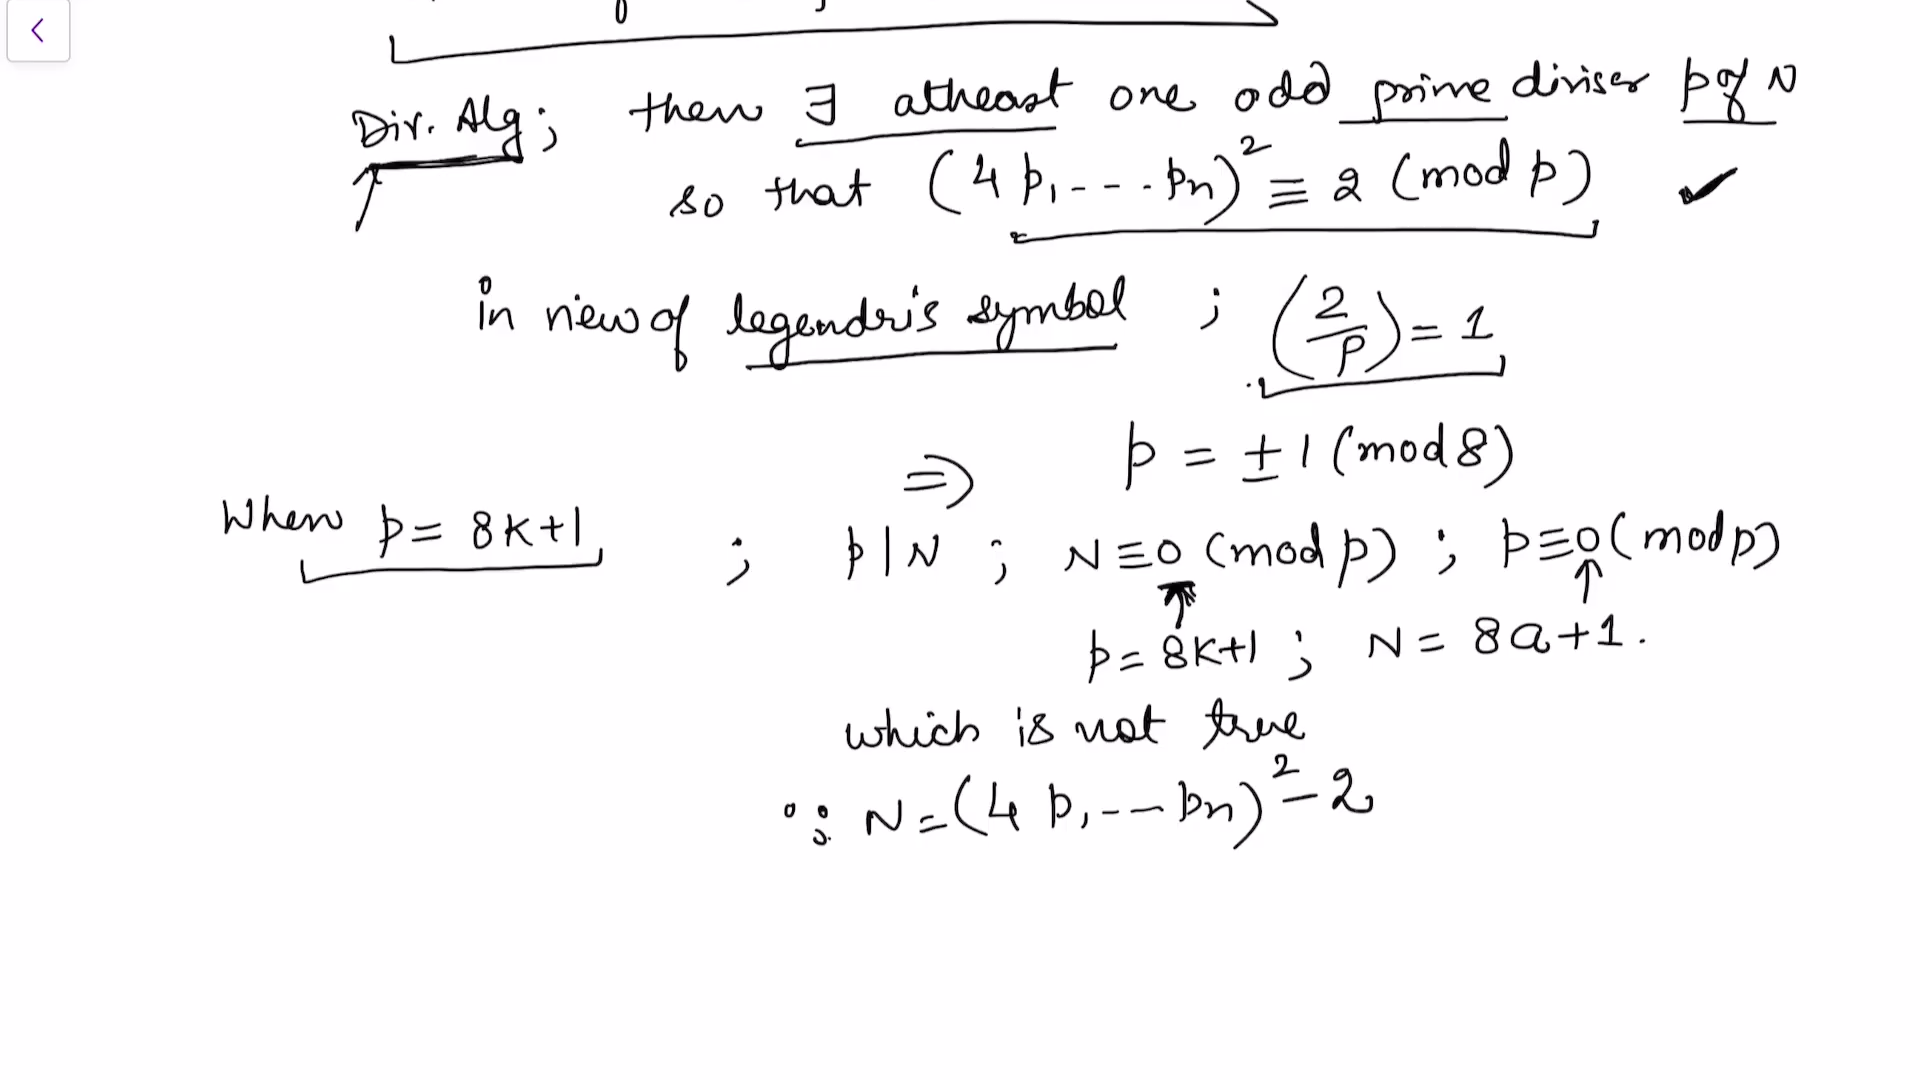 Div. Alg; then ∃ atleast one odd prime diviser p of N
so that (4 p₁ ---- pₙ)² ≡ 2 (mod p) ✓
in view of legendri's symbol ; (2/p) = 1
⇒ p = ±1 (mod 8)
When p = 8k+1 ; p | N ; N ≡ 0 (mod p) ; p ≡ 0 (mod p)
p = 8k+1 ; N = 8a+1.
which is not true
∵ N = (4 p₁ --- pₙ)² - 2